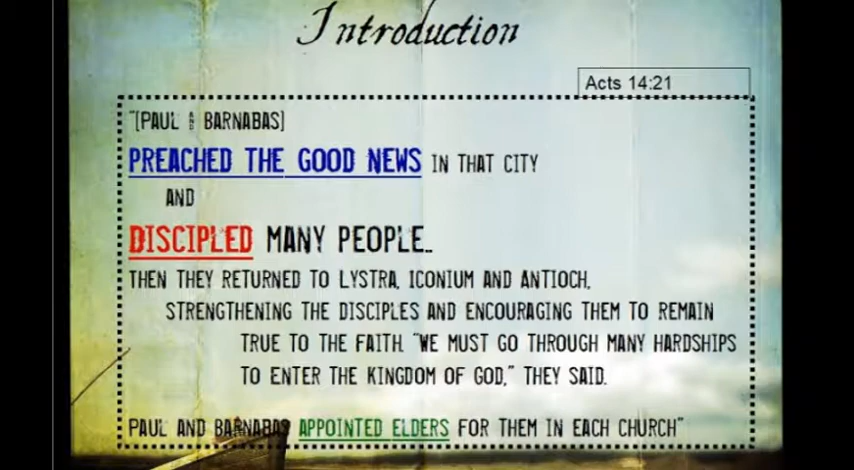 Introduction
Acts 14:21
"[PAUL AND BARNABAS]
PREACHED THE GOOD NEWS IN THAT CITY
AND
DISCIPLED MANY PEOPLE..
THEN THEY RETURNED TO LYSTRA, ICONIUM AND ANTIOCH,
STRENGTHENING THE DISCIPLES AND ENCOURAGING THEM TO REMAIN
TRUE TO THE FAITH. "WE MUST GO THROUGH MANY HARDSHIPS
TO ENTER THE KINGDOM OF GOD," THEY SAID.
PAUL AND BARNABAS APPOINTED ELDERS FOR THEM IN EACH CHURCH"